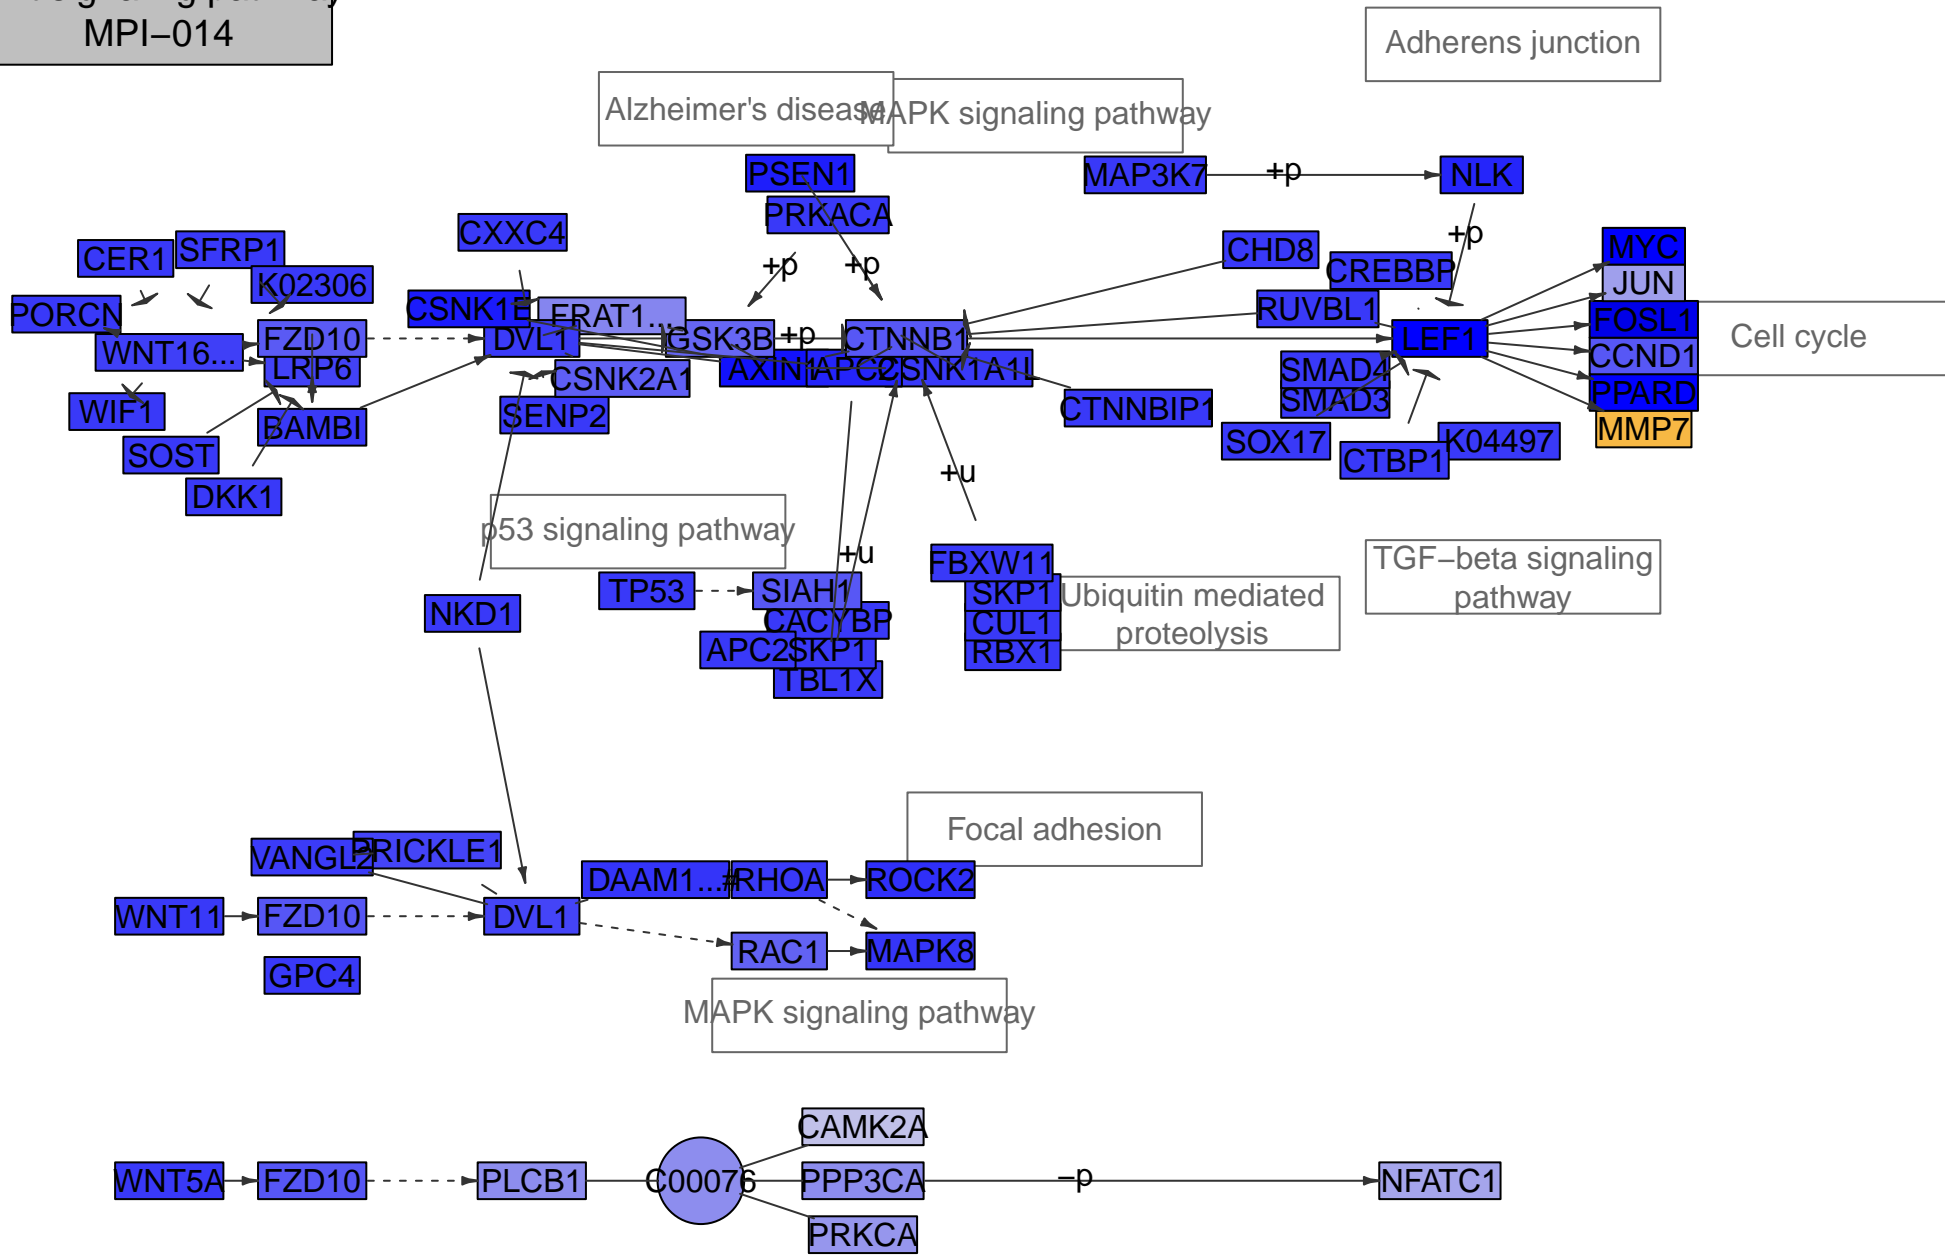 signaling pathway
MPI−014
Adherens junction
Alzheimer's disease
MAPK signaling pathway
PSEN1
MAP3K7
+p
NLK
PRKACA
CXXC4
CER1
SFRP1
K02306
+p
+p
CHD8
CREBBP
+p
MYC
JUN
PORCN
CSNK1E
FRAT1...
RUVBL1
FOSL1
WNT16...
FZD10
DVL1
GSK3B
+p
CTNNB1
LEF1
Cell cycle
CCND1
LRP6
CSNK2A1
AXIN1
APC2
CSNK1A1L
SMAD4
PPARD
WIF1
BAMBI
SENP2
CTNNBIP1
SMAD3
MMP7
SOST
SOX17
CTBP1
K04497
DKK1
+u
p53 signaling pathway
+u
FBXW11
TGF−beta signaling
pathway
TP53
SIAH1
SKP1
Ubiquitin mediated
proteolysis
NKD1
CACYBP
CUL1
APC2
SKP1
RBX1
TBL1X
Focal adhesion
VANGL2
PRICKLE1
DAAM1...
RHOA
ROCK2
WNT11
FZD10
DVL1
RAC1
MAPK8
GPC4
MAPK signaling pathway
CAMK2A
WNT5A
FZD10
PLCB1
C00076
PPP3CA
−p
NFATC1
PRKCA